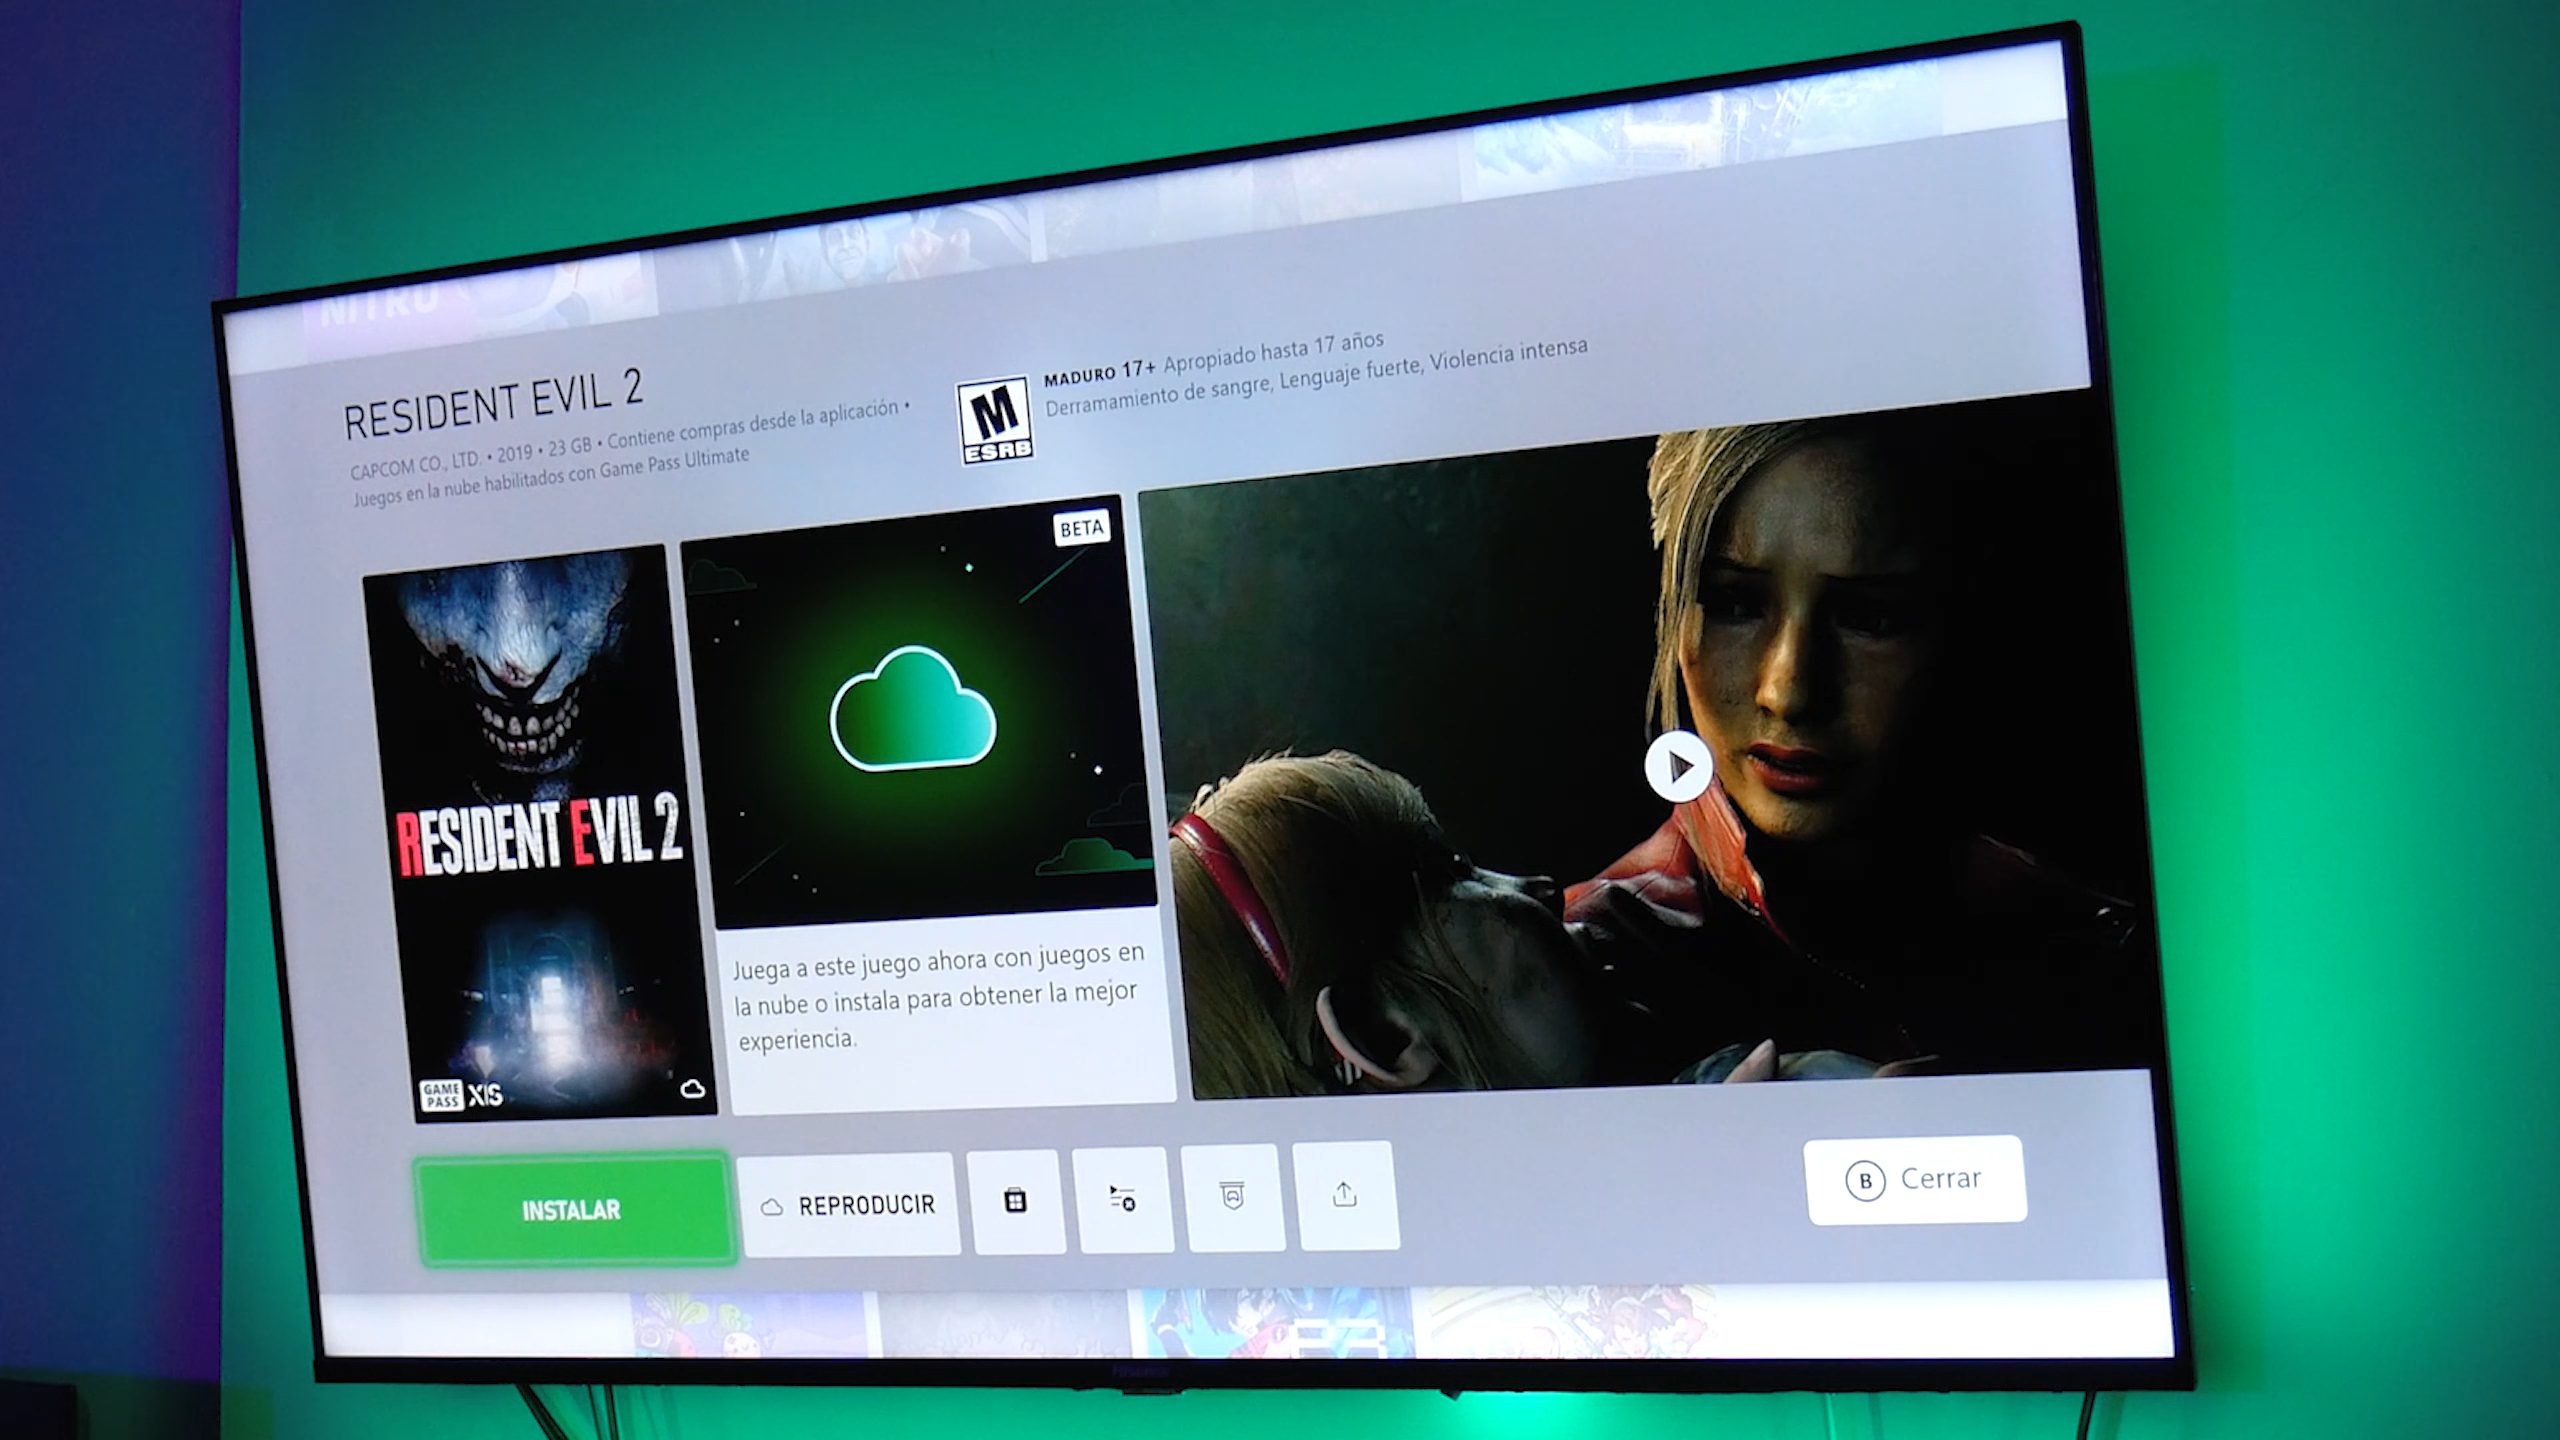 NITRO
RESIDENT EVIL 2
CAPCOM CO., LTD. • 2019 • 23 GB • Contiene compras desde la aplicación •
Juegos en la nube habilitados con Game Pass Ultimate
M
ESRB
MADURO 17+ Apropiado hasta 17 años
Derramamiento de sangre, Lenguaje fuerte, Violencia intensa
RESIDENT EVIL 2
GAME
PASS
X|S
BETA
Juega a este juego ahora con juegos en
la nube o instala para obtener la mejor
experiencia.
INSTALAR
REPRODUCIR
B Cerrar